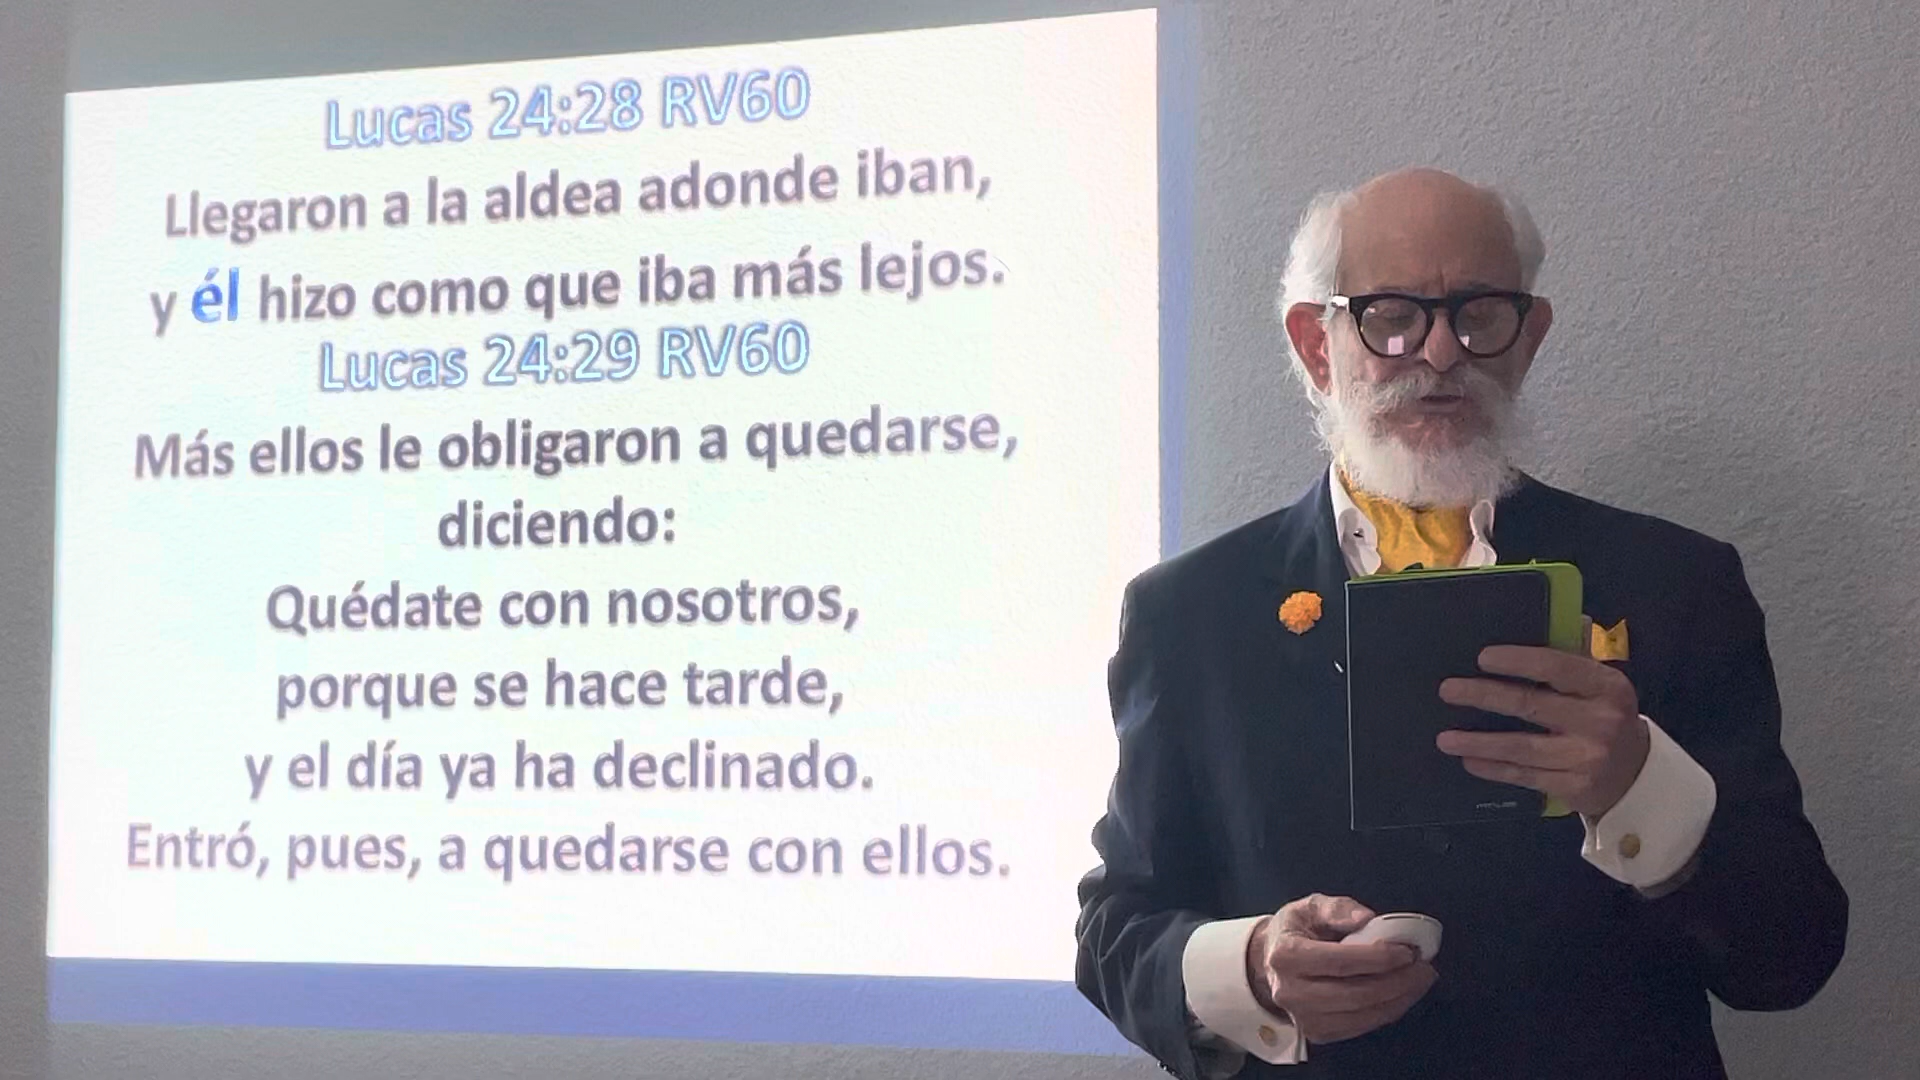 Lucas 24:28 RV60
Llegaron a la aldea adonde iban,
y él hizo como que iba más lejos.
Lucas 24:29 RV60
Más ellos le obligaron a quedarse,
diciendo:
Quédate con nosotros,
porque se hace tarde,
y el día ya ha declinado.
Entró, pues, a quedarse con ellos.